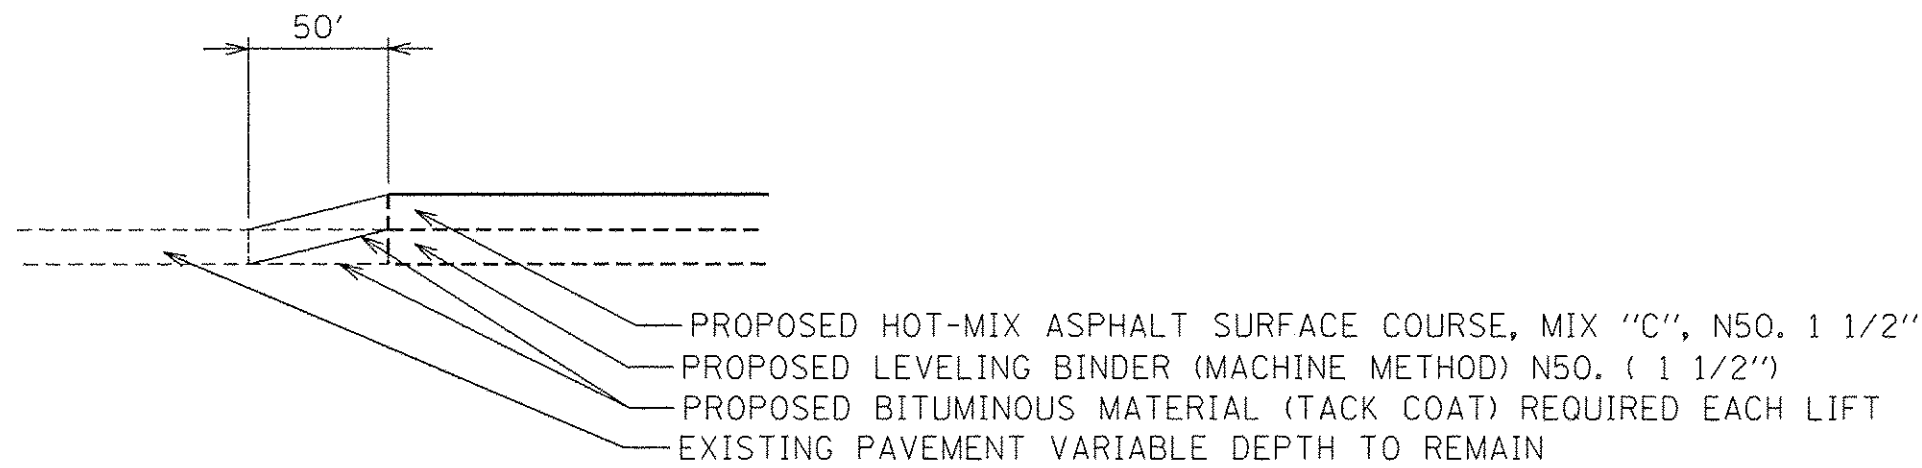 50'
PROPOSED HOT-MIX ASPHALT SURFACE COURSE, MIX "C", N50. 1 1/2"
PROPOSED LEVELING BINDER (MACHINE METHOD) N50. ( 1 1/2")
PROPOSED BITUMINOUS MATERIAL (TACK COAT) REQUIRED EACH LIFT
EXISTING PAVEMENT VARIABLE DEPTH TO REMAIN